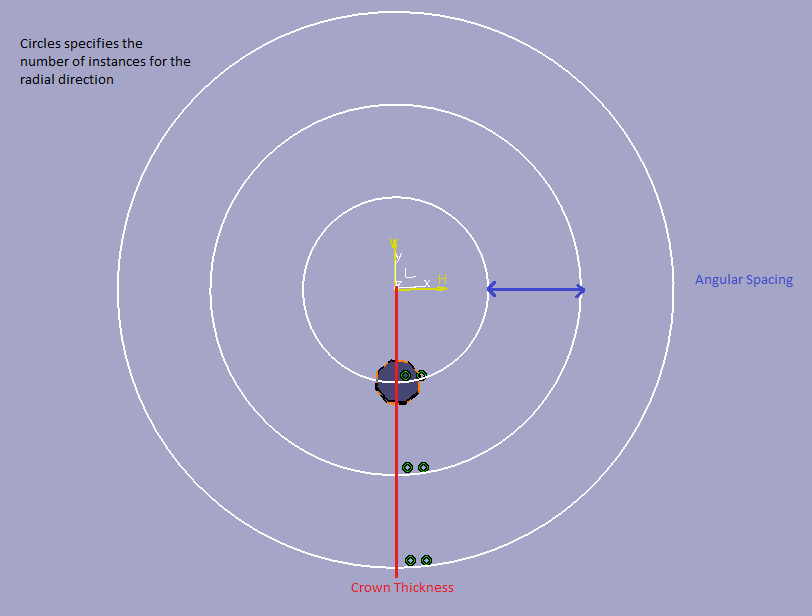 Circles specifies the
number of instances for the
radial direction
V
y
H
x
z
Angular Spacing
Crown Thickness